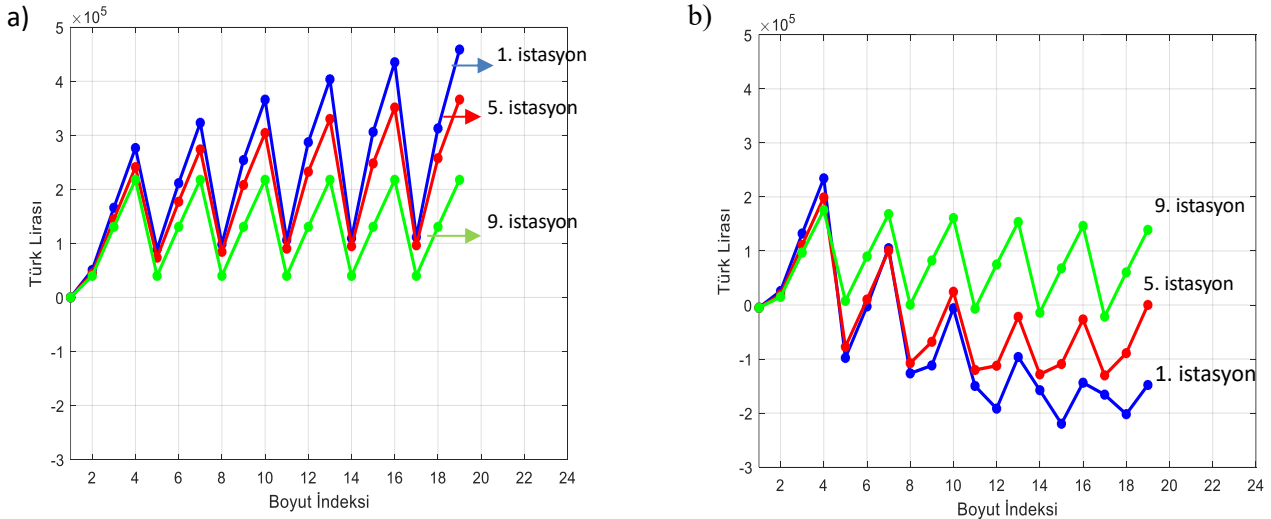 a)
×10⁵
5
4
3
2
1
0
-1
-2
-3
2 4 6 8 10 12 14 16 18 20 22 24
Türk Lirası
Boyut İndeksi
1. istasyon
5. istasyon
9. istasyon
b)
×10⁵
5
4
3
2
1
0
-1
-2
-3
2 4 6 8 10 12 14 16 18 20 22 24
Türk Lirası
Boyut İndeksi
9. istasyon
5. istasyon
1. istasyon